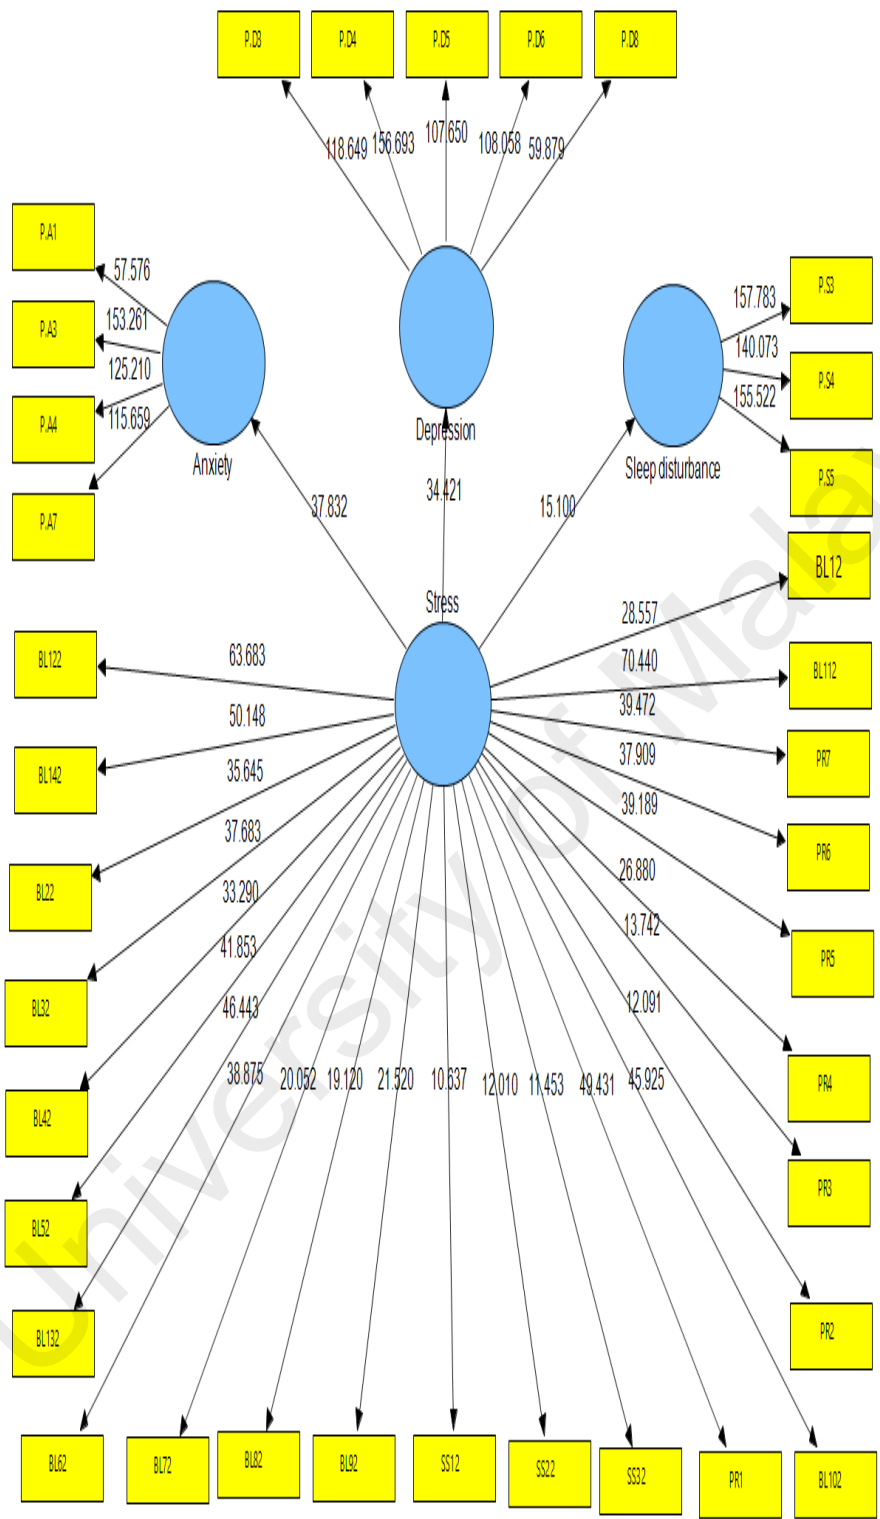 P.D3 P.D4 P.D5 P.D6 P.D8
118.649 156.693 107.650 108.058 59.879
P.A1
57.576
P.A3
153.261
125.210
P.A4
115.659
P.A7
Anxiety
Depression
Sleep disturbance
157.783
P.S3
140.073
P.S4
155.522
P.S5
37.832
34.421
15.100
Stress
BL12
28.557
BL122
63.683
70.440
BL112
50.148
39.472
PR7
BL142
35.645
37.909
PR6
37.683
39.189
BL22
33.290
26.880
PR5
41.853
13.742
BL32
46.443
12.091
38.875 20.052 19.120 21.520 10.637 12.010 11.453 49.431 45.925
PR4
BL42
PR3
BL52
PR2
BL132
BL62 BL72 BL82 BL92 SS12 SS22 SS32 PR1 BL102
University of Malay